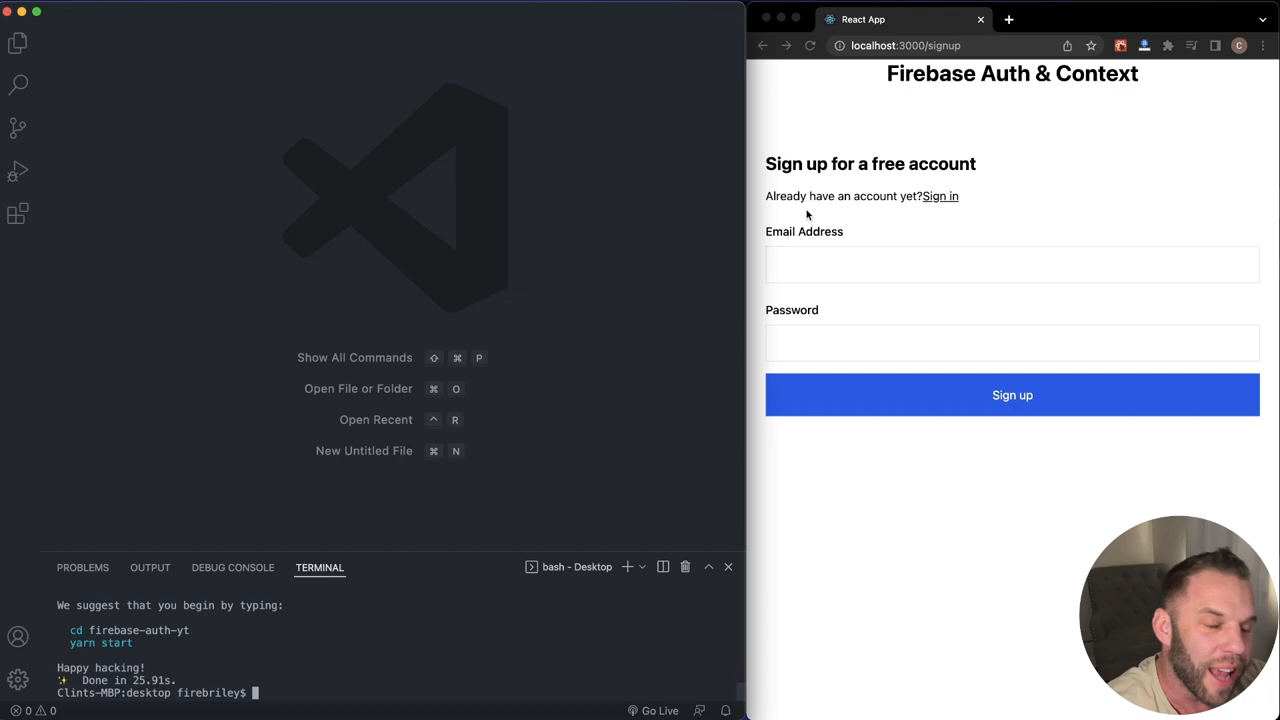 Show All Commands ⇧ ⌘ P
Open File or Folder ⌘ O
Open Recent ^ R
New Untitled File ⌘ N
PROBLEMS OUTPUT DEBUG CONSOLE TERMINAL bash - Desktop
We suggest that you begin by typing:
cd firebase-auth-yt
yarn start
Happy hacking!
✨ Done in 25.91s.
Clints-MBP:desktop firebriley$
0 0 Go Live
React App
localhost:3000/signup C
Firebase Auth & Context
Sign up for a free account
Already have an account yet?Sign in
Email Address
Password
Sign up